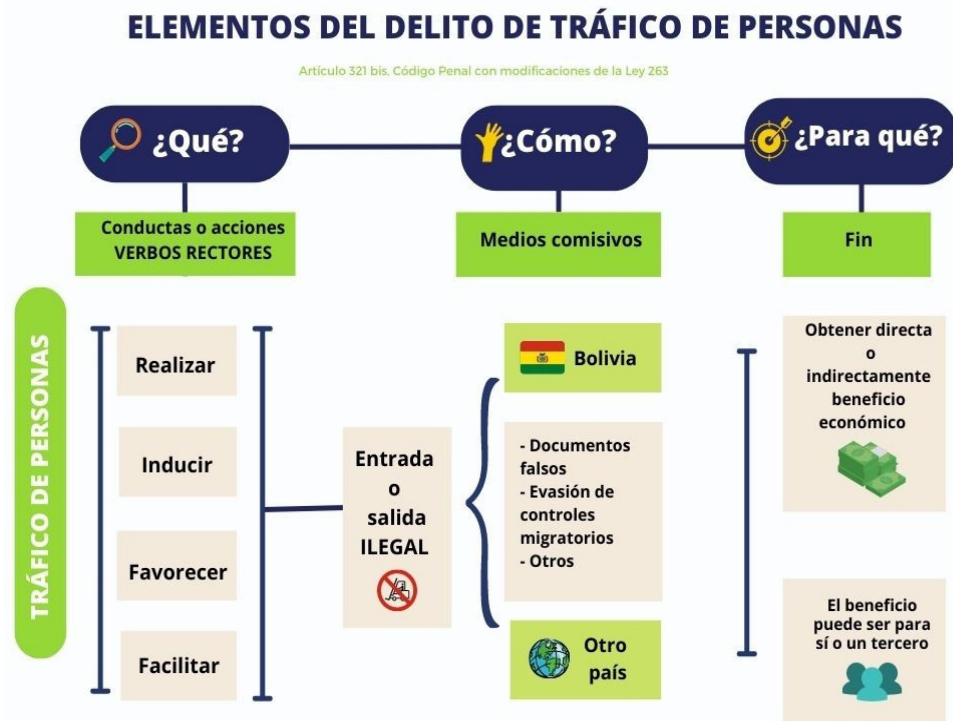 ELEMENTOS DEL DELITO DE TRÁFICO DE PERSONAS
Artículo 321 bis, Código Penal con modificaciones de la Ley 263
¿Qué?
¿Cómo?
¿Para qué?
Conductas o acciones
VERBOS RECTORES
Medios comisivos
Fin
TRÁFICO DE PERSONAS
Realizar
Inducir
Favorecer
Facilitar
Entrada
o
salida
ILEGAL
Bolivia
- Documentos
falsos
- Evasión de
controles
migratorios
- Otros
Otro
país
Obtener directa
o
indirectamente
beneficio
económico
El beneficio
puede ser para
sí o un tercero